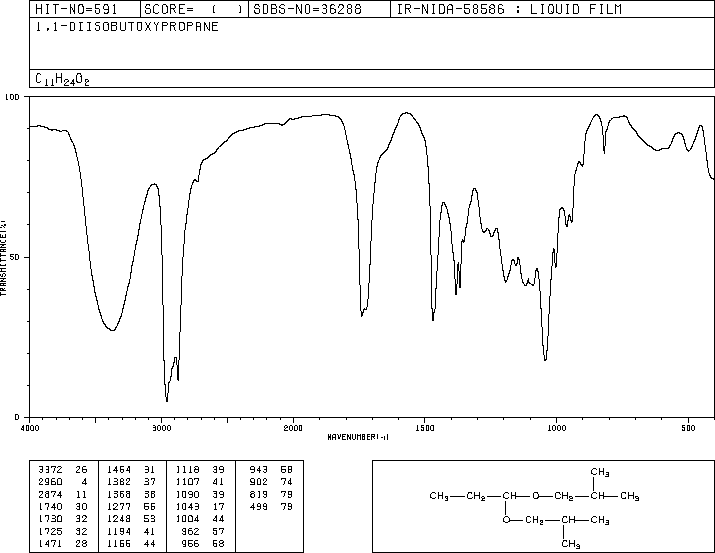 HIT-NO=591 SCORE= ( ) SDBS-NO=36288 IR-NIDA-58586 : LIQUID FILM
1,1-DIISOBUTOXYPROPANE
C11H24O2
100
50
0
TRANSMITTANCE(%)
4000 3000 2000 1500 1000 500
WAVENUMBER(-1)
3372 26 1464 31 1118 39 943 58
2960 4 1382 37 1107 41 902 74
2874 11 1368 38 1090 39 819 79
1740 30 1277 55 1043 17 499 79
1730 32 1248 53 1004 44
1725 32 1194 41 962 57
1471 28 1166 44 956 58
CH3
CH3—CH2—CH—O—CH2—CH—CH3
O—CH2—CH—CH3
CH3